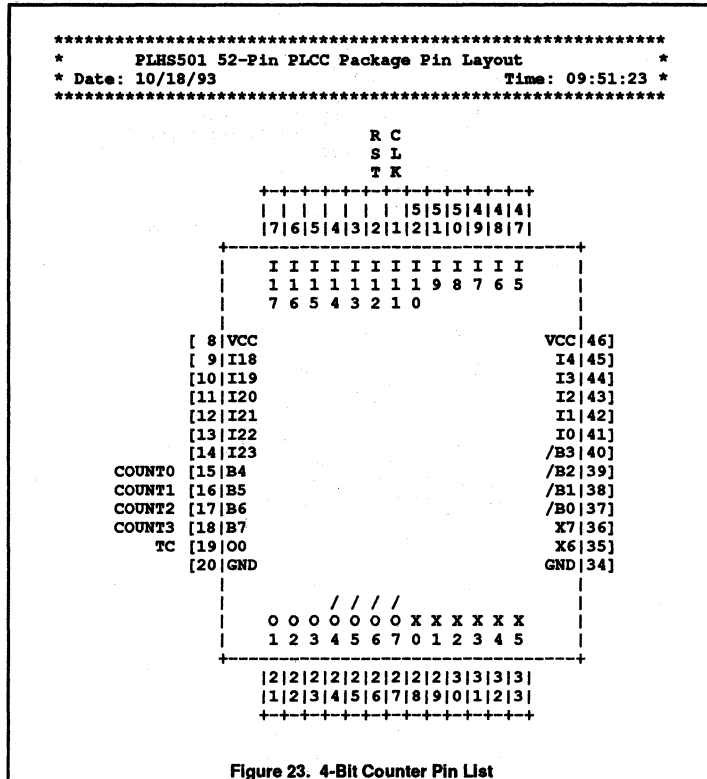 ************************************************************
*       PLHS501 52-Pin PLCC Package Pin Layout             *
* Date: 10/18/93                            Time: 09:51:23 *
************************************************************
R C
S L
T K
+-+-+-+-+-+-+-+-+-+-+-+-+-+
| | | | | | | |5|5|5|4|4|4|
|7|6|5|4|3|2|1|2|1|0|9|8|7|
+-----------------------------------+
| I I I I I I I I I I I I I |
| 1 1 1 1 1 1 1 1 9 8 7 6 5 |
| 7 6 5 4 3 2 1 0 |
| |
[ 8|VCC VCC|46]
[ 9|I18 I4|45]
[10|I19 I3|44]
[11|I20 I2|43]
[12|I21 I1|42]
[13|I22 I0|41]
[14|I23 /B3|40]
COUNT0 [15|B4 /B2|39]
COUNT1 [16|B5 /B1|38]
COUNT2 [17|B6 /B0|37]
COUNT3 [18|B7 X7|36]
TC [19|O0 X6|35]
[20|GND GND|34]
| |
| / / / / |
| O O O O O O O X X X X X X |
| 1 2 3 4 5 6 7 0 1 2 3 4 5 |
+-----------------------------------+
|2|2|2|2|2|2|2|2|2|3|3|3|3|
|1|2|3|4|5|6|7|8|9|0|1|2|3|
+-+-+-+-+-+-+-+-+-+-+-+-+-+
Figure 23. 4-Bit Counter Pin List